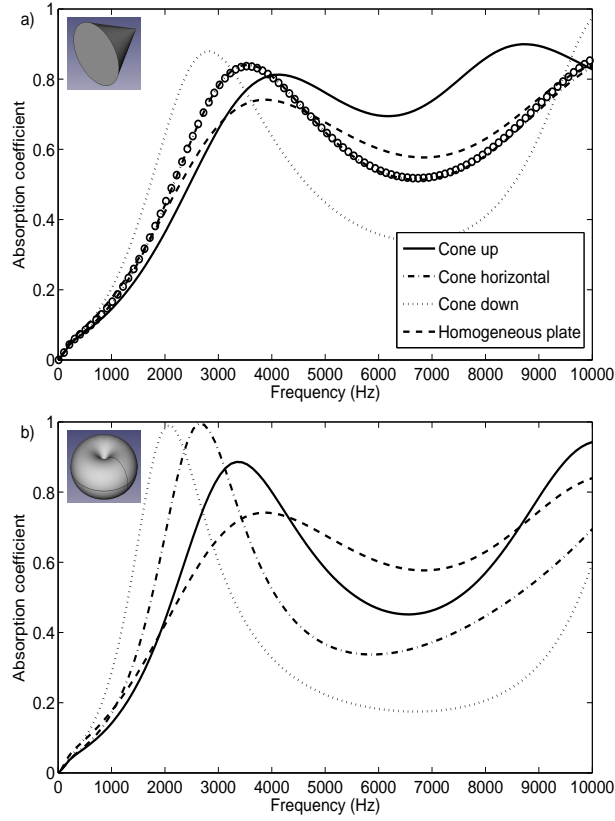 a)
Absorption coefficient
1
0.8
0.6
0.4
0.2
0
Cone up
Cone horizontal
Cone down
Homogeneous plate
0 1000 2000 3000 4000 5000 6000 7000 8000 9000 10000
Frequency (Hz)
b)
Absorption coefficient
1
0.8
0.6
0.4
0.2
0
0 1000 2000 3000 4000 5000 6000 7000 8000 9000 10000
Frequency (Hz)